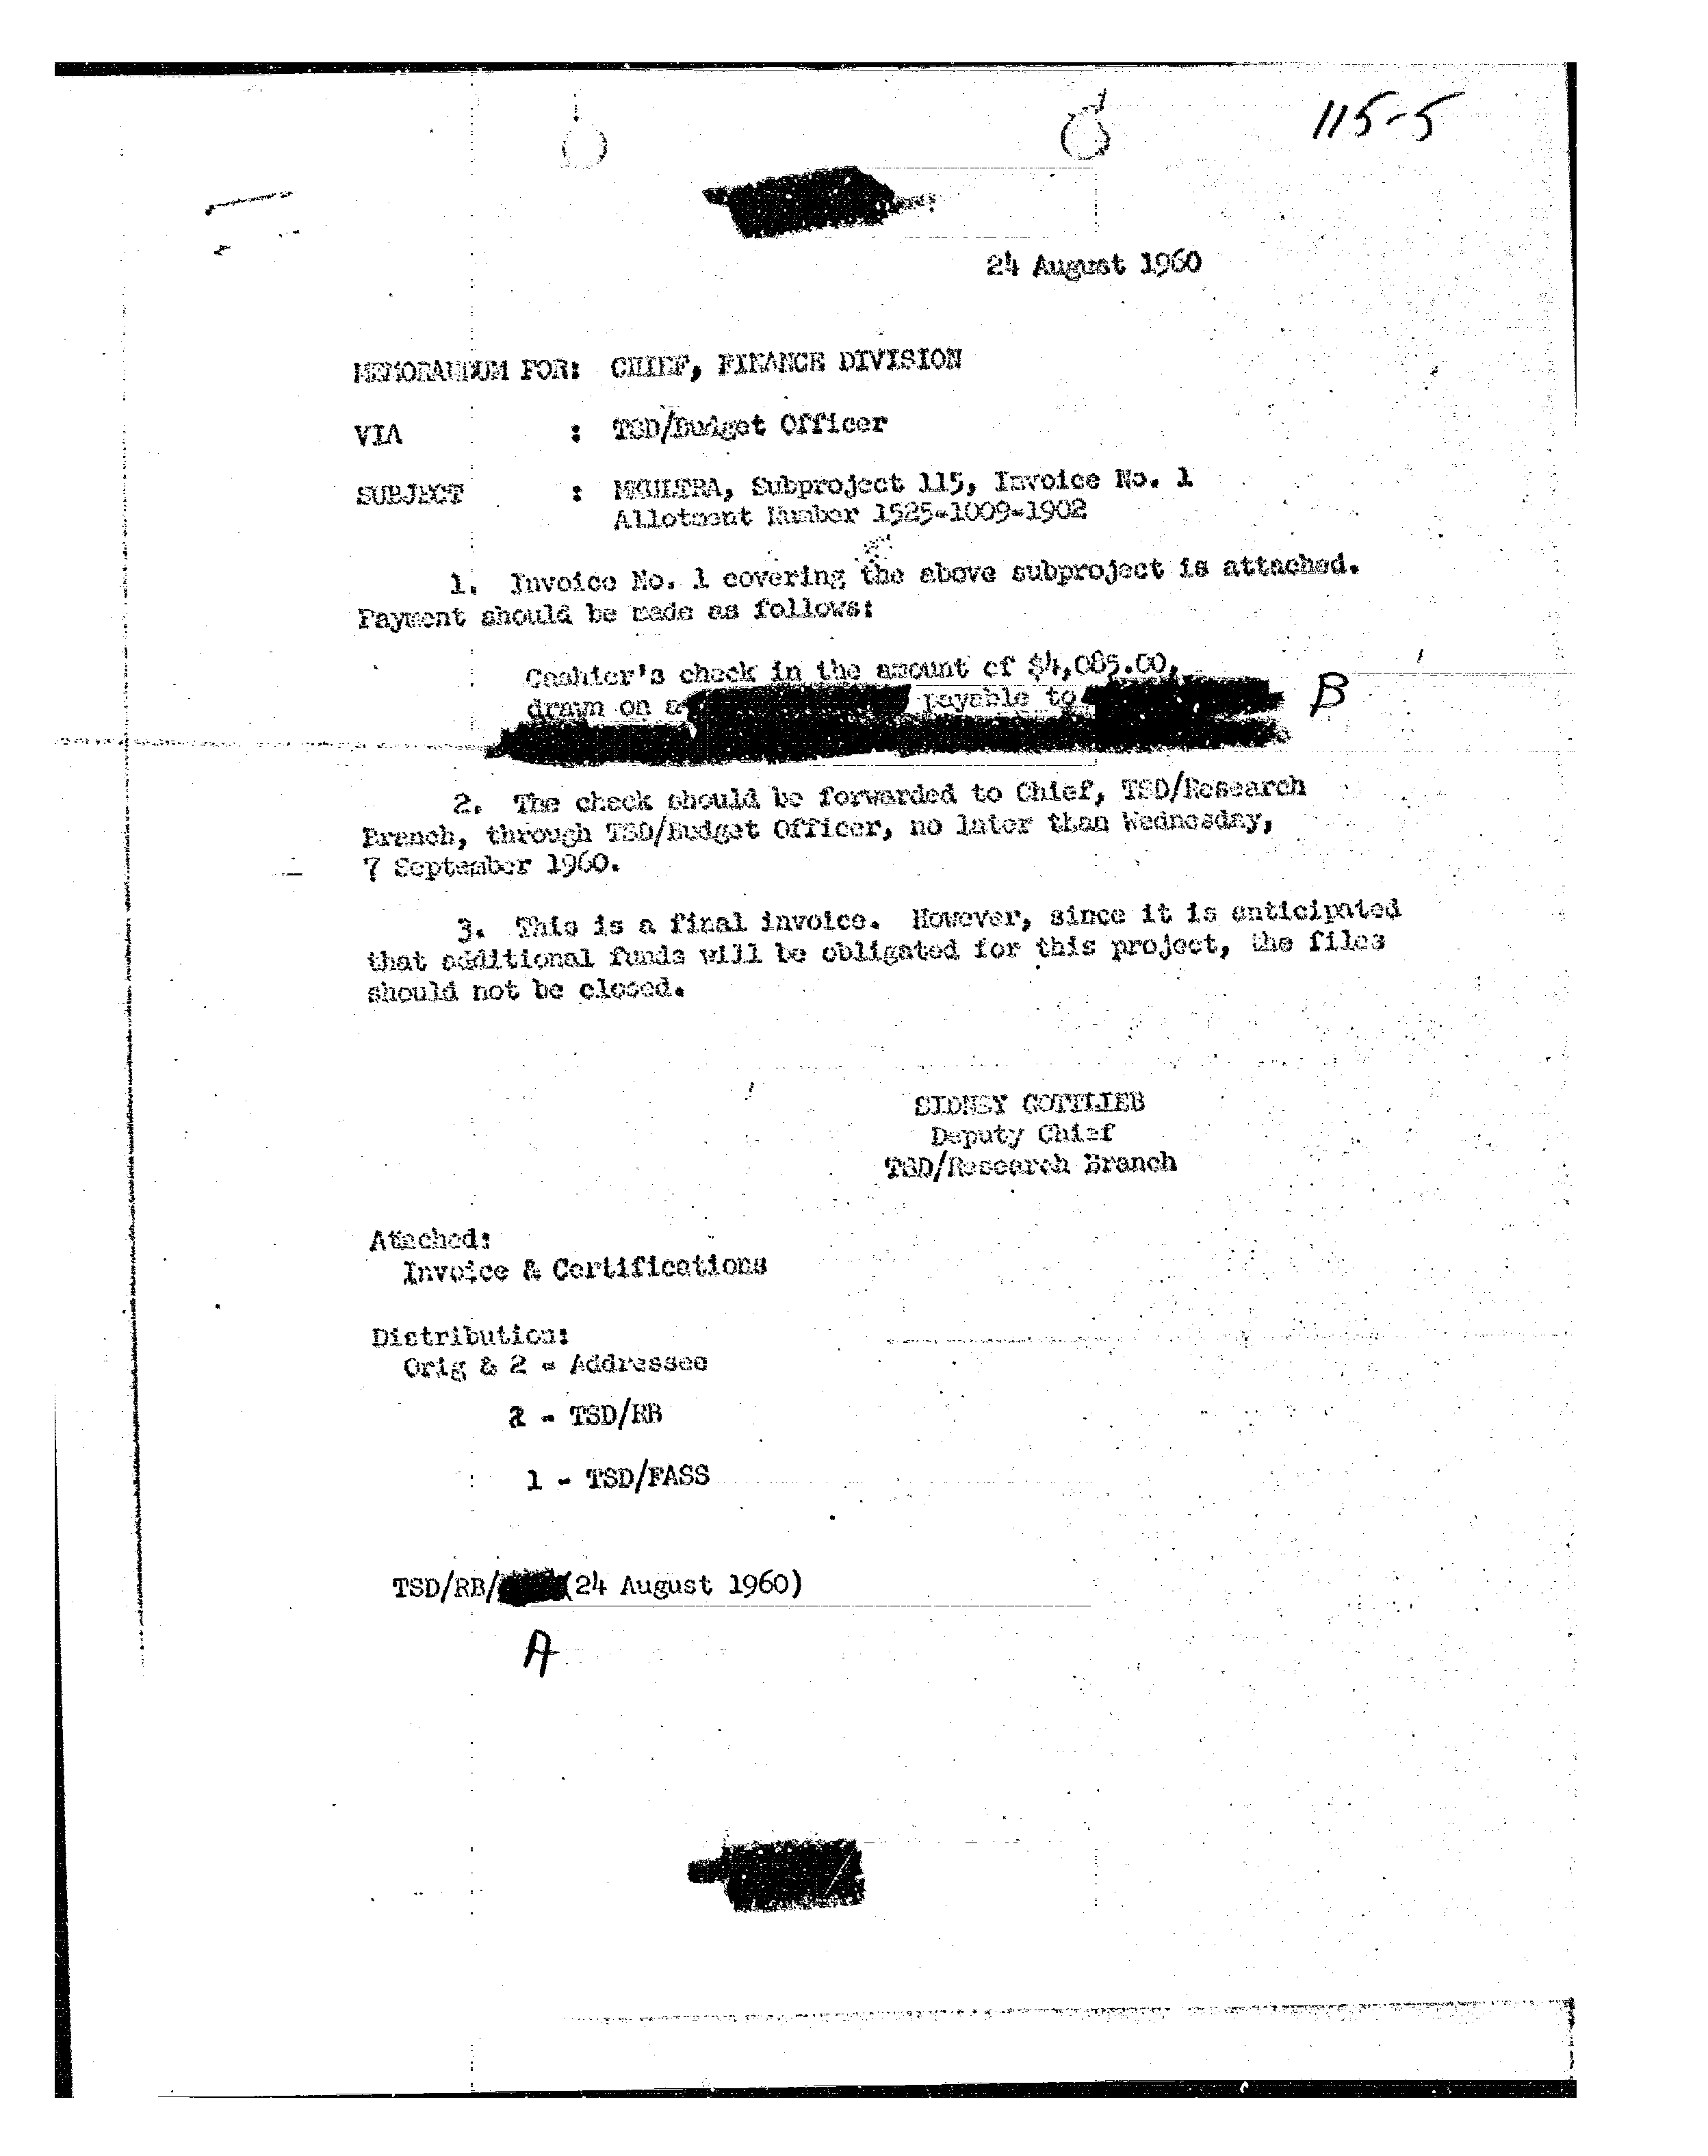 115-5
24 August 1960
MEMORANDUM FOR: CHIEF, FINANCE DIVISION
VIA : TSD/Budget Officer
SUBJECT : MKULTRA, Subproject 115, Invoice No. 1
Allotment Number 1525-1009-1902
1. Invoice No. 1 covering the above subproject is attached.
Payment should be made as follows:
Cashier's check in the amount of $4,085.00,
drawn on a payable to
B
2. The check should be forwarded to Chief, TSD/Research
Branch, through TSD/Budget Officer, no later than Wednesday,
7 September 1960.
3. This is a final invoice. However, since it is anticipated
that additional funds will be obligated for this project, the files
should not be closed.
SIDNEY GOTTLIEB
Deputy Chief
TSD/Research Branch
Attached:
Invoice & Certifications
Distribution:
Orig & 2 - Addressee
2 - TSD/RB
1 - TSD/FASS
TSD/RB/ (24 August 1960)
A